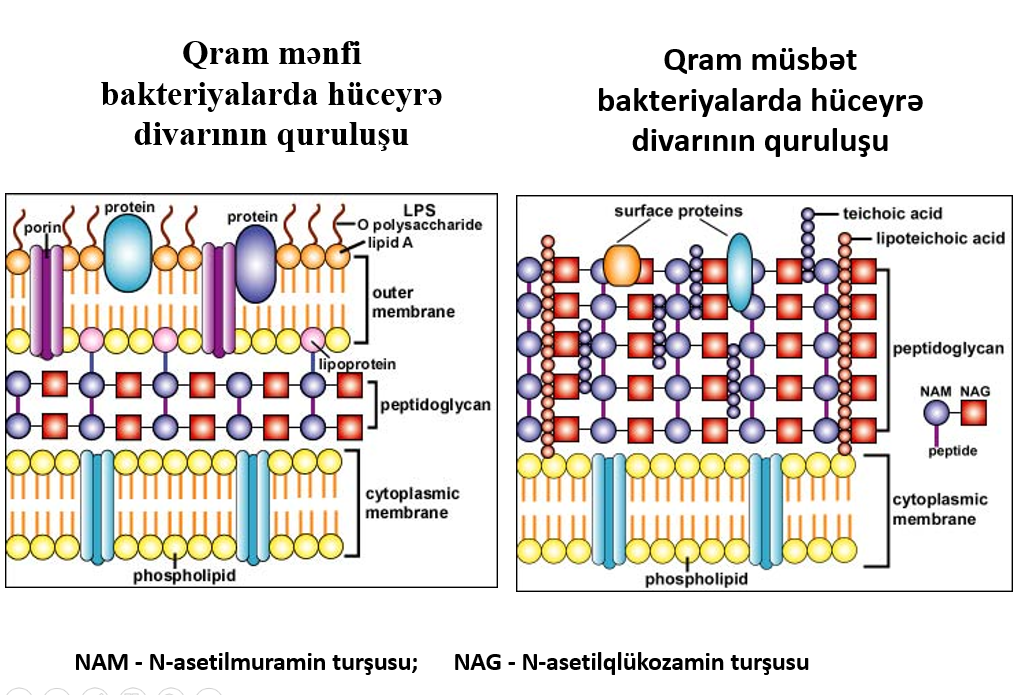 Qram mənfi
bakteriyalarda hüceyrə
divarının quruluşu
Qram müsbət
bakteriyalarda hüceyrə
divarının quruluşu
porin
protein
protein
LPS
O polysaccharide
lipid A
outer
membrane
lipoprotein
peptidoglycan
cytoplasmic
membrane
phospholipid
surface proteins
teichoic acid
lipoteichoic acid
peptidoglycan
NAM NAG
peptide
cytoplasmic
membrane
phospholipid
NAM - N-asetilmuramin turşusu; NAG - N-asetilqlükozamin turşusu